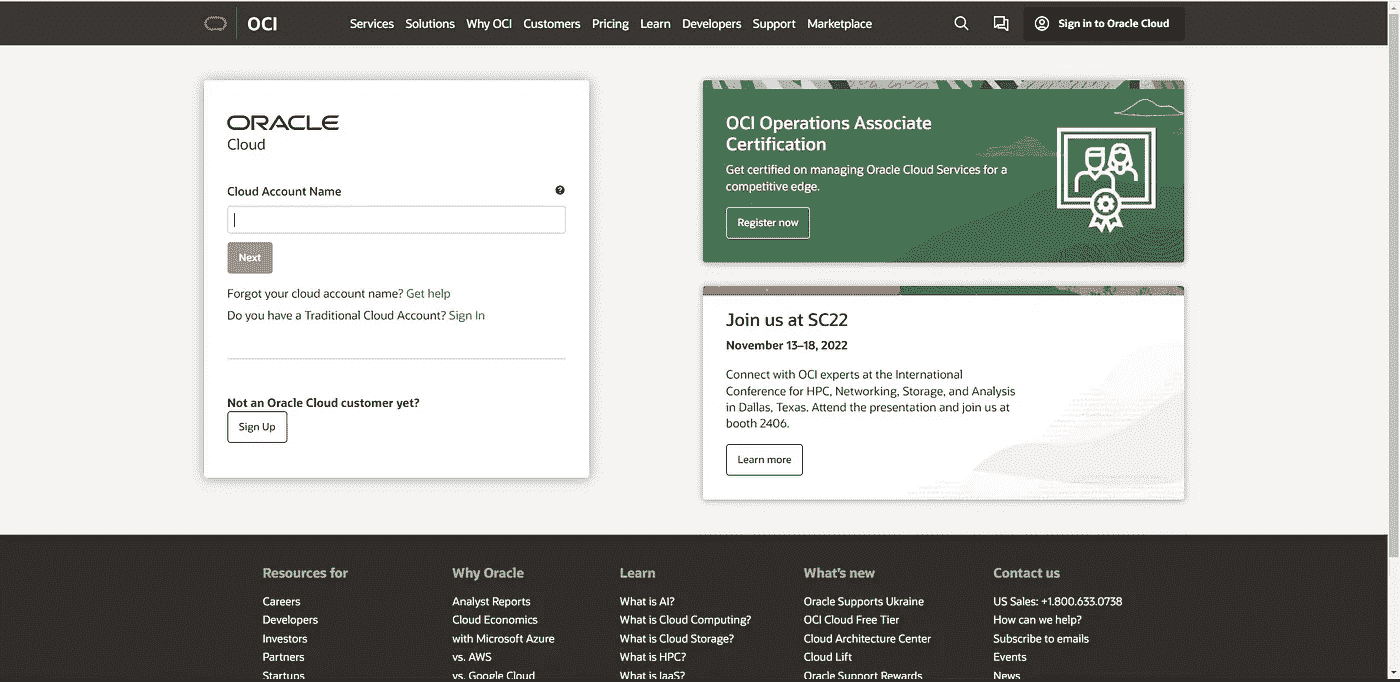 OCI
Services Solutions Why OCI Customers Pricing Learn Developers Support Marketplace
Sign in to Oracle Cloud
ORACLE
Cloud
Cloud Account Name
Next
Forgot your cloud account name? Get help
Do you have a Traditional Cloud Account? Sign In
Not an Oracle Cloud customer yet?
Sign Up
OCI Operations Associate
Certification
Get certified on managing Oracle Cloud Services for a
competitive edge.
Register now
Join us at SC22
November 13–18, 2022
Connect with OCI experts at the International
Conference for HPC, Networking, Storage, and Analysis
in Dallas, Texas. Attend the presentation and join us at
booth 2406.
Learn more
Resources for
Careers
Developers
Investors
Partners
Startups
Why Oracle
Analyst Reports
Cloud Economics
with Microsoft Azure
vs. AWS
vs. Google Cloud
Learn
What is AI?
What is Cloud Computing?
What is Cloud Storage?
What is HPC?
What is IaaS?
What's new
Oracle Supports Ukraine
OCI Cloud Free Tier
Cloud Architecture Center
Cloud Lift
Oracle Support Rewards
Contact us
US Sales: +1.800.633.0738
How can we help?
Subscribe to emails
Events
News